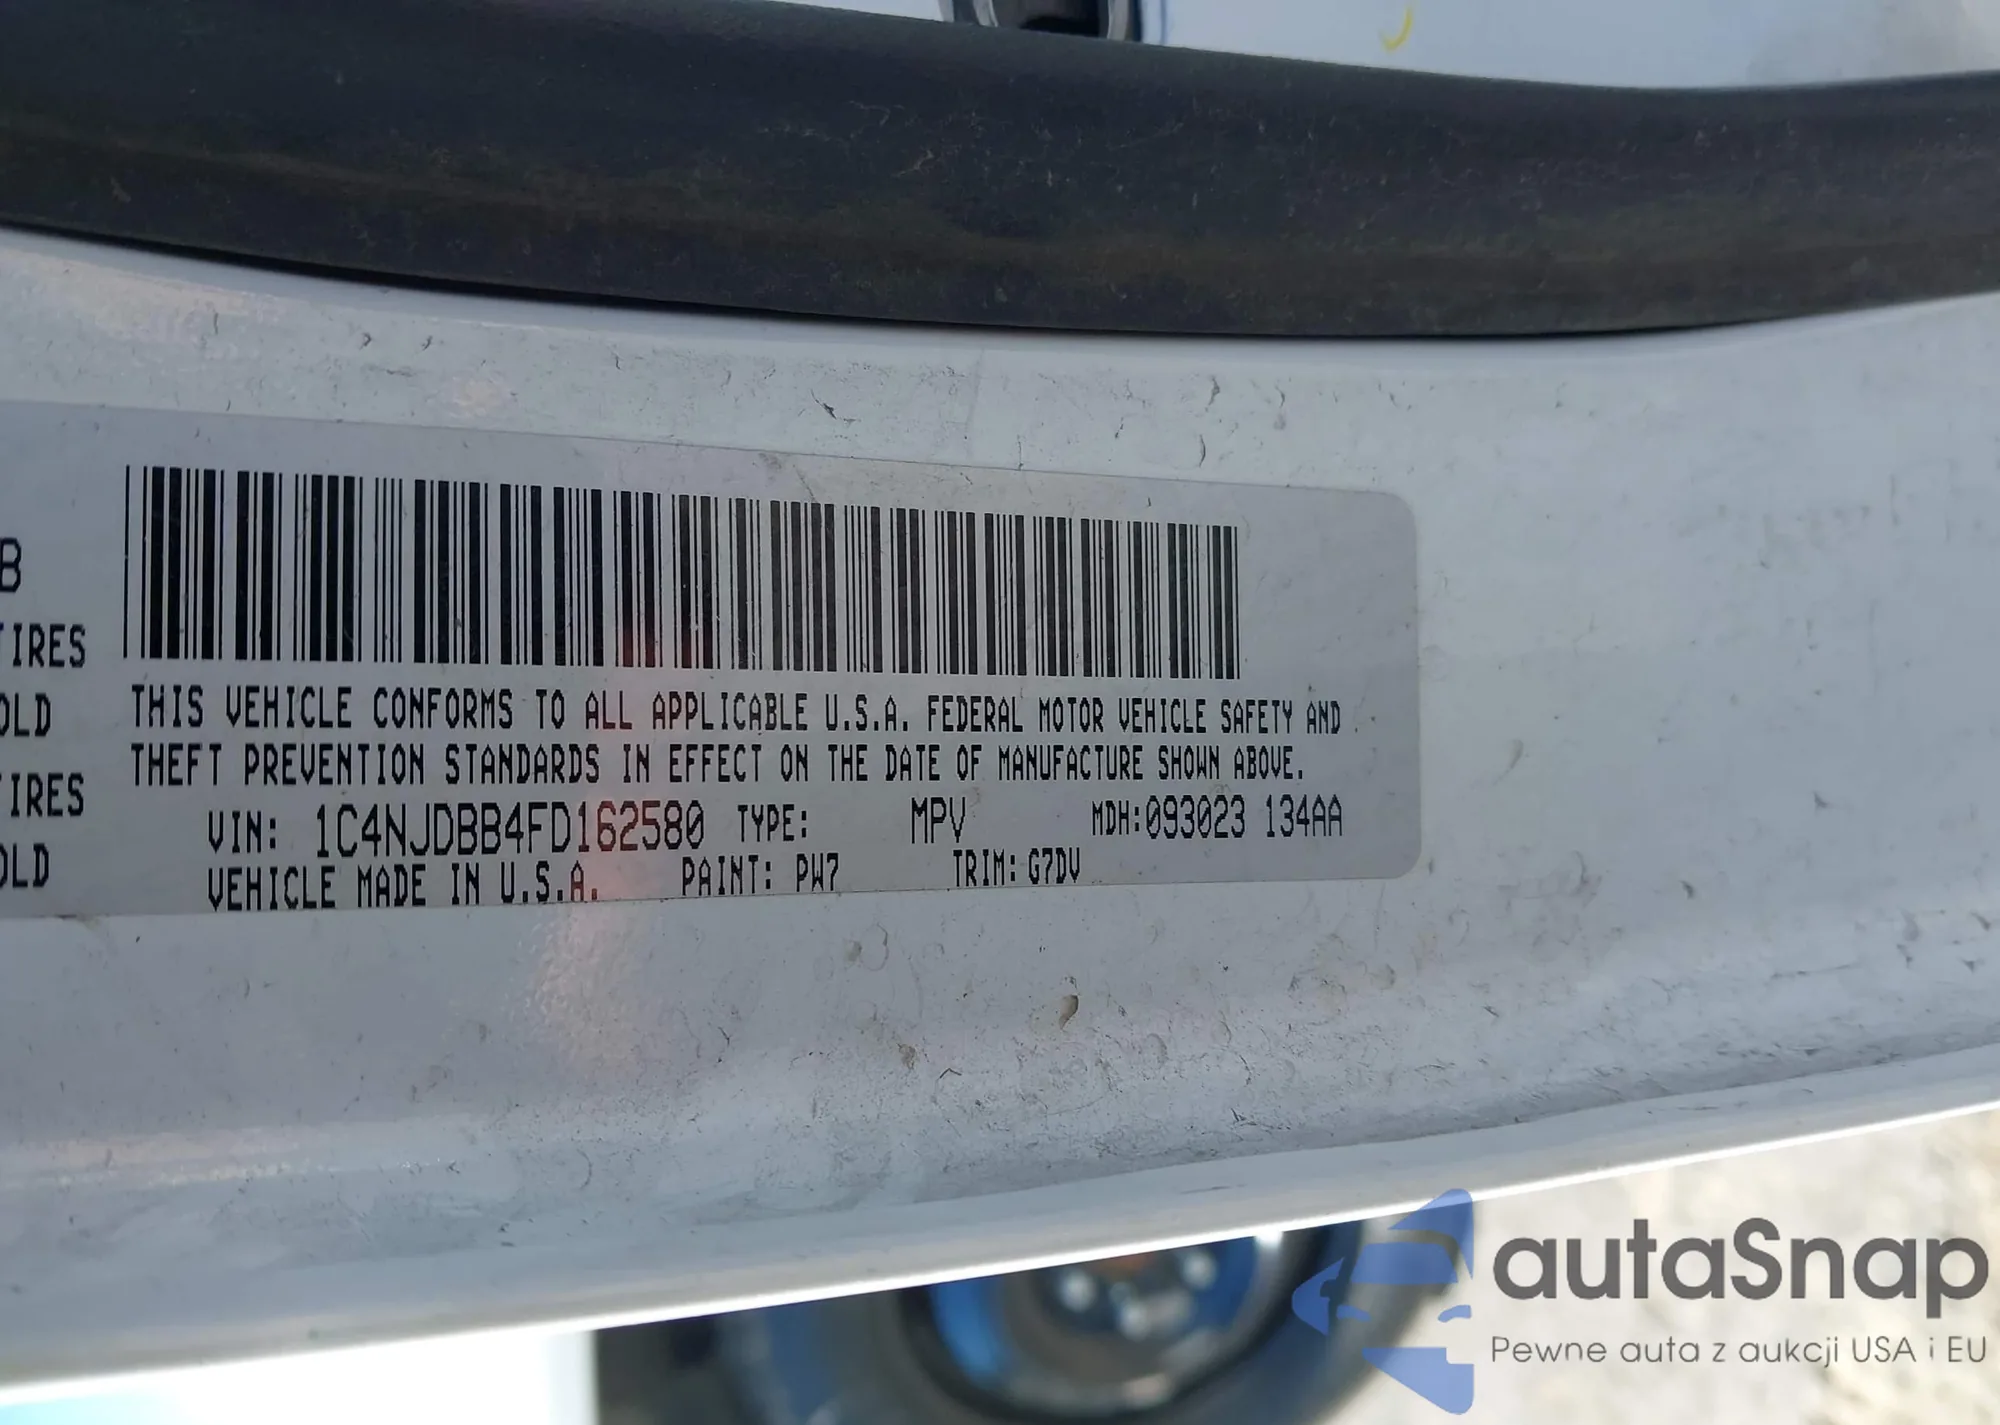 B
TIRES
OLD
TIRES
OLD
THIS VEHICLE CONFORMS TO ALL APPLICABLE U.S.A. FEDERAL MOTOR VEHICLE SAFETY AND
THEFT PREVENTION STANDARDS IN EFFECT ON THE DATE OF MANUFACTURE SHOWN ABOVE.
VIN: 1C4NJDBB4FD162580 TYPE: MPV MDH:093023 134AA
VEHICLE MADE IN U.S.A. PAINT: PW7 TRIM: G7DV
autaSnap
Pewne auta z aukcji USA i EU